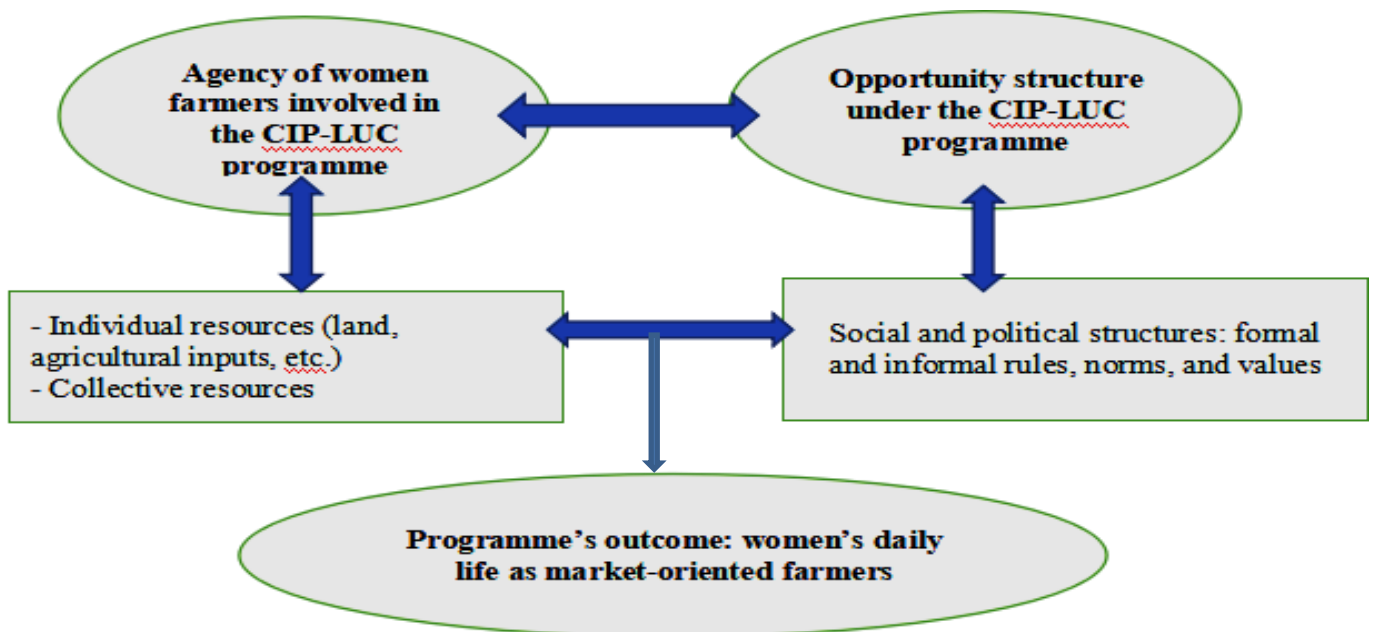 Agency of women
farmers involved in
the CIP-LUC
programme
Opportunity structure
under the CIP-LUC
programme
- Individual resources (land,
agricultural inputs, etc.)
- Collective resources
Social and political structures: formal
and informal rules, norms, and values
Programme’s outcome: women’s daily
life as market-oriented farmers